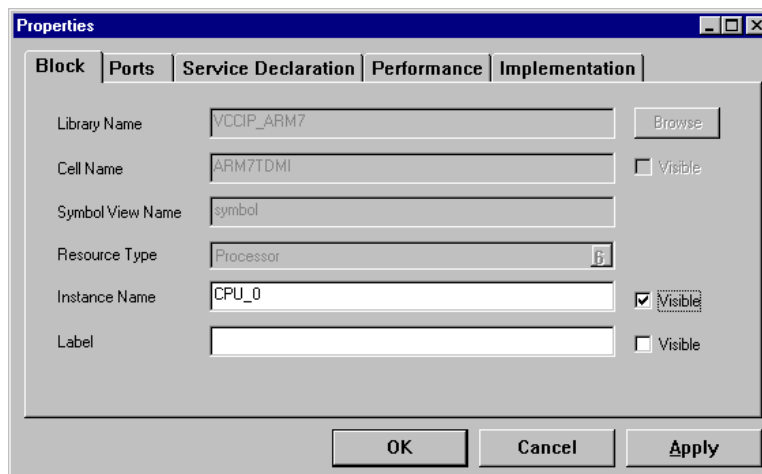 Properties
Block Ports Service Declaration Performance Implementation
Library Name VCCIP_ARM7 Browse
Cell Name ARM7TDMI Visible
Symbol View Name symbol
Resource Type Processor 6
Instance Name CPU_0 Visible
Label Visible
OK Cancel Apply